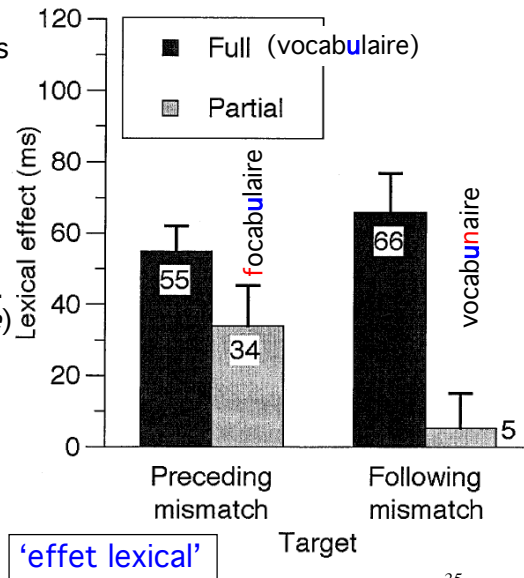 120
100
80
60
40
20
0
Lexical effect (ms)
s
e)
Full (vocabulaire)
Partial
focabulaire
vocabunaire
55
34
66
5
Preceding
mismatch
Following
mismatch
Target
'effet lexical'